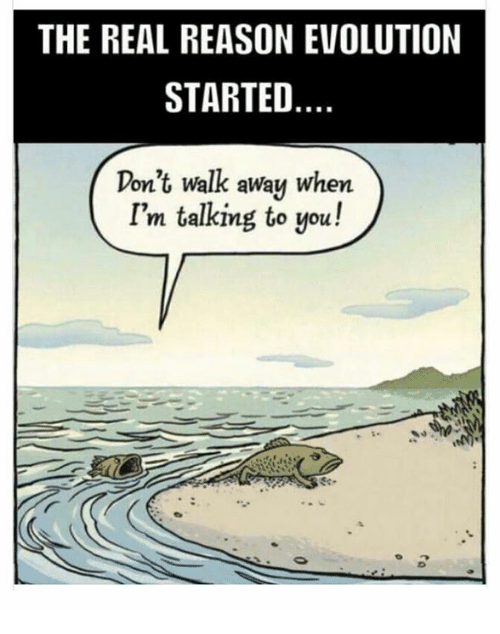 THE REAL REASON EVOLUTION
STARTED....
Don't walk away when
I'm talking to you!